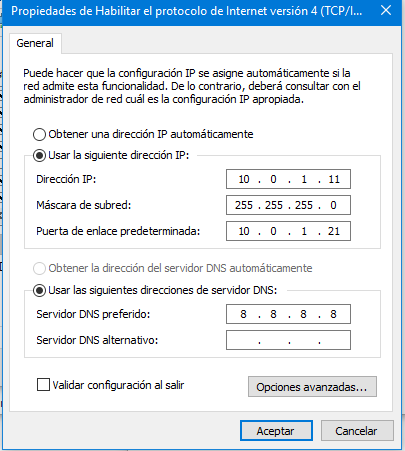 Propiedades de Habilitar el protocolo de Internet versión 4 (TCP/I...
General
Puede hacer que la configuración IP se asigne automáticamente si la
red admite esta funcionalidad. De lo contrario, deberá consultar con el
administrador de red cuál es la configuración IP apropiada.
Obtener una dirección IP automáticamente
Usar la siguiente dirección IP:
Dirección IP: 10 . 0 . 1 . 11
Máscara de subred: 255 . 255 . 255 . 0
Puerta de enlace predeterminada: 10 . 0 . 1 . 21
Obtener la dirección del servidor DNS automáticamente
Usar las siguientes direcciones de servidor DNS:
Servidor DNS preferido: 8 . 8 . 8 . 8
Servidor DNS alternativo: . . .
Validar configuración al salir
Opciones avanzadas...
Aceptar Cancelar